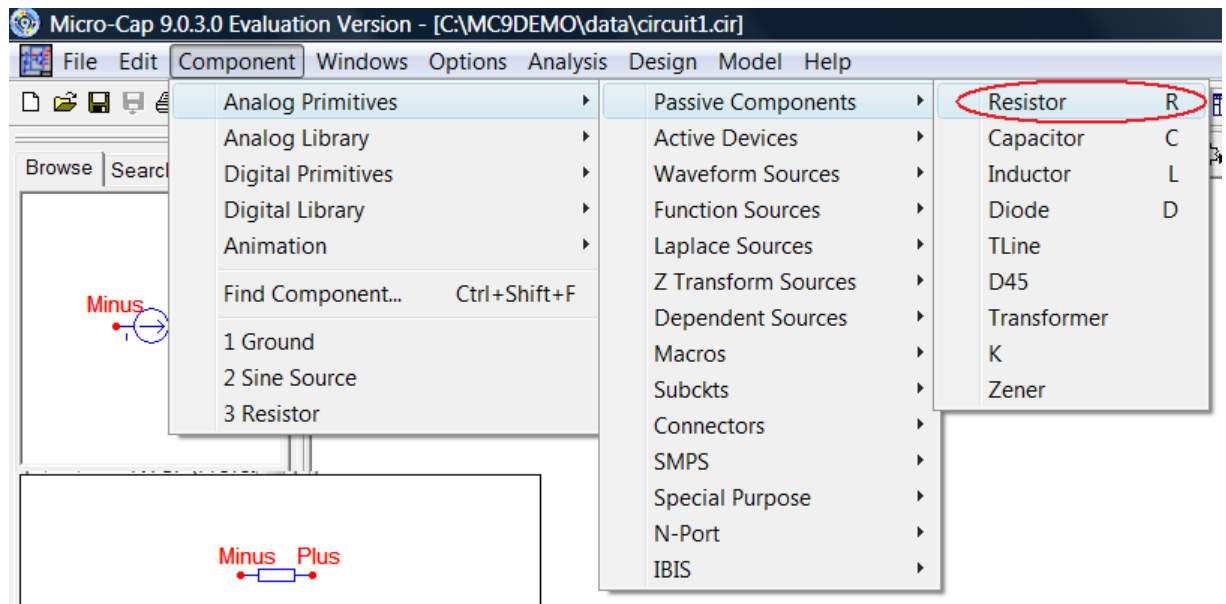 Micro-Cap 9.0.3.0 Evaluation Version - [C:\MC9DEMO\data\circuit1.cir]
File Edit Component Windows Options Analysis Design Model Help
Browse
Minus
Analog Primitives
Analog Library
Digital Primitives
Digital Library
Animation
Find Component... Ctrl+Shift+F
1 Ground
2 Sine Source
3 Resistor
Passive Components
Active Devices
Waveform Sources
Function Sources
Laplace Sources
Z Transform Sources
Dependent Sources
Macros
Subckts
Connectors
SMPS
Special Purpose
N-Port
IBIS
Resistor R
Capacitor C
Inductor L
Diode D
TLine
D45
Transformer
K
Zener
Minus Plus